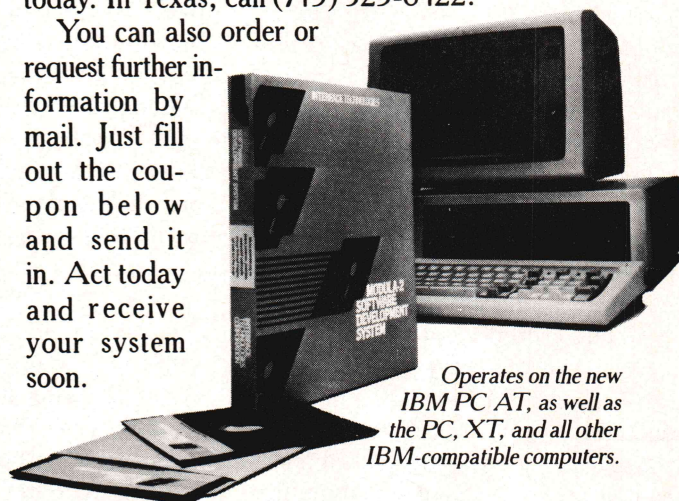 today. In Texas, call (713) 523-8422.
You can also order or
request further in-
formation by
mail. Just fill
out the cou-
pon below
and send it
in. Act today
and receive
your system
soon.
INTERFACE TECHNOLOGIES
MODULA-2
SOFTWARE
DEVELOPMENT
SYSTEM
Operates on the new
IBM PC AT, as well as
the PC, XT, and all other
IBM-compatible computers.